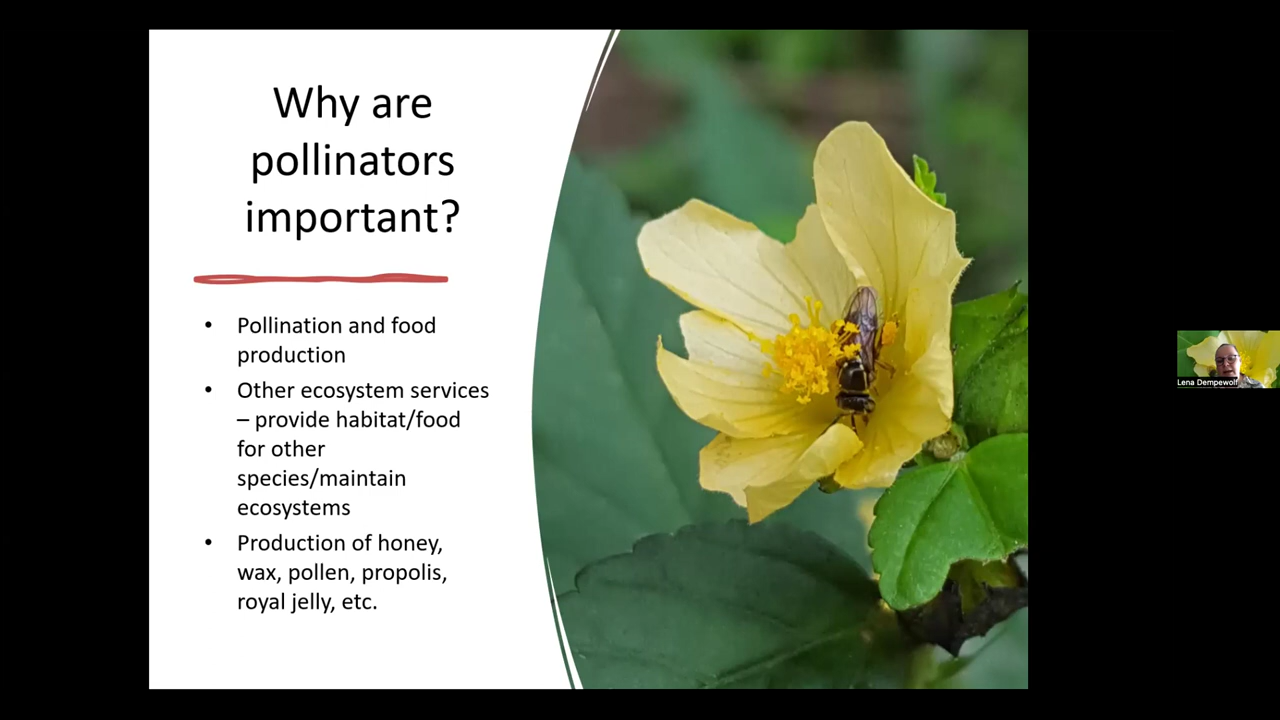 Why are
pollinators
important?
• Pollination and food
production
• Other ecosystem services
– provide habitat/food
for other
species/maintain
ecosystems
• Production of honey,
wax, pollen, propolis,
royal jelly, etc.
Lena Dempewolf